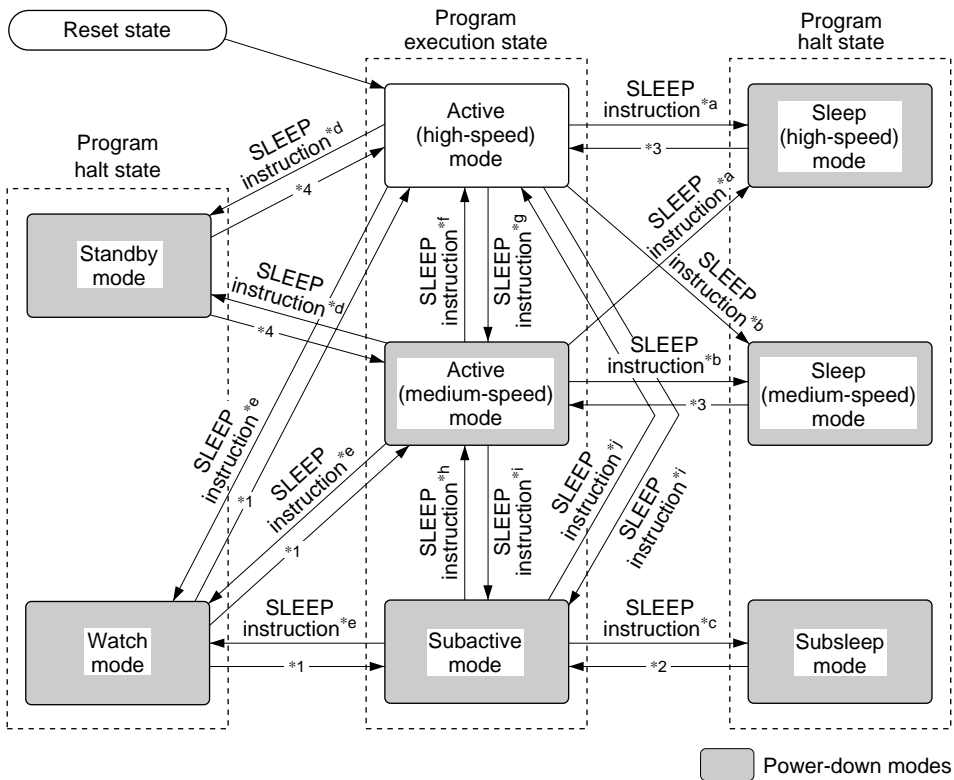 Reset state
Program
execution state
Program
halt state
Program
halt state
Active
(high-speed)
mode
SLEEP
instruction*a
*3
Sleep
(high-speed)
mode
SLEEP
instruction*d
*4
Standby
mode
SLEEP
instruction*d
*4
SLEEP
instruction*f
SLEEP
instruction*g
SLEEP
instruction*a
SLEEP
instruction*b
Active
(medium-speed)
mode
SLEEP
instruction*b
*3
Sleep
(medium-speed)
mode
SLEEP
instruction*e
*1
SLEEP
instruction*e
*1
SLEEP
instruction*h
SLEEP
instruction*i
SLEEP
instruction*j
SLEEP
instruction*i
Watch
mode
SLEEP
instruction*e
*1
Subactive
mode
SLEEP
instruction*c
*2
Subsleep
mode
Power-down modes